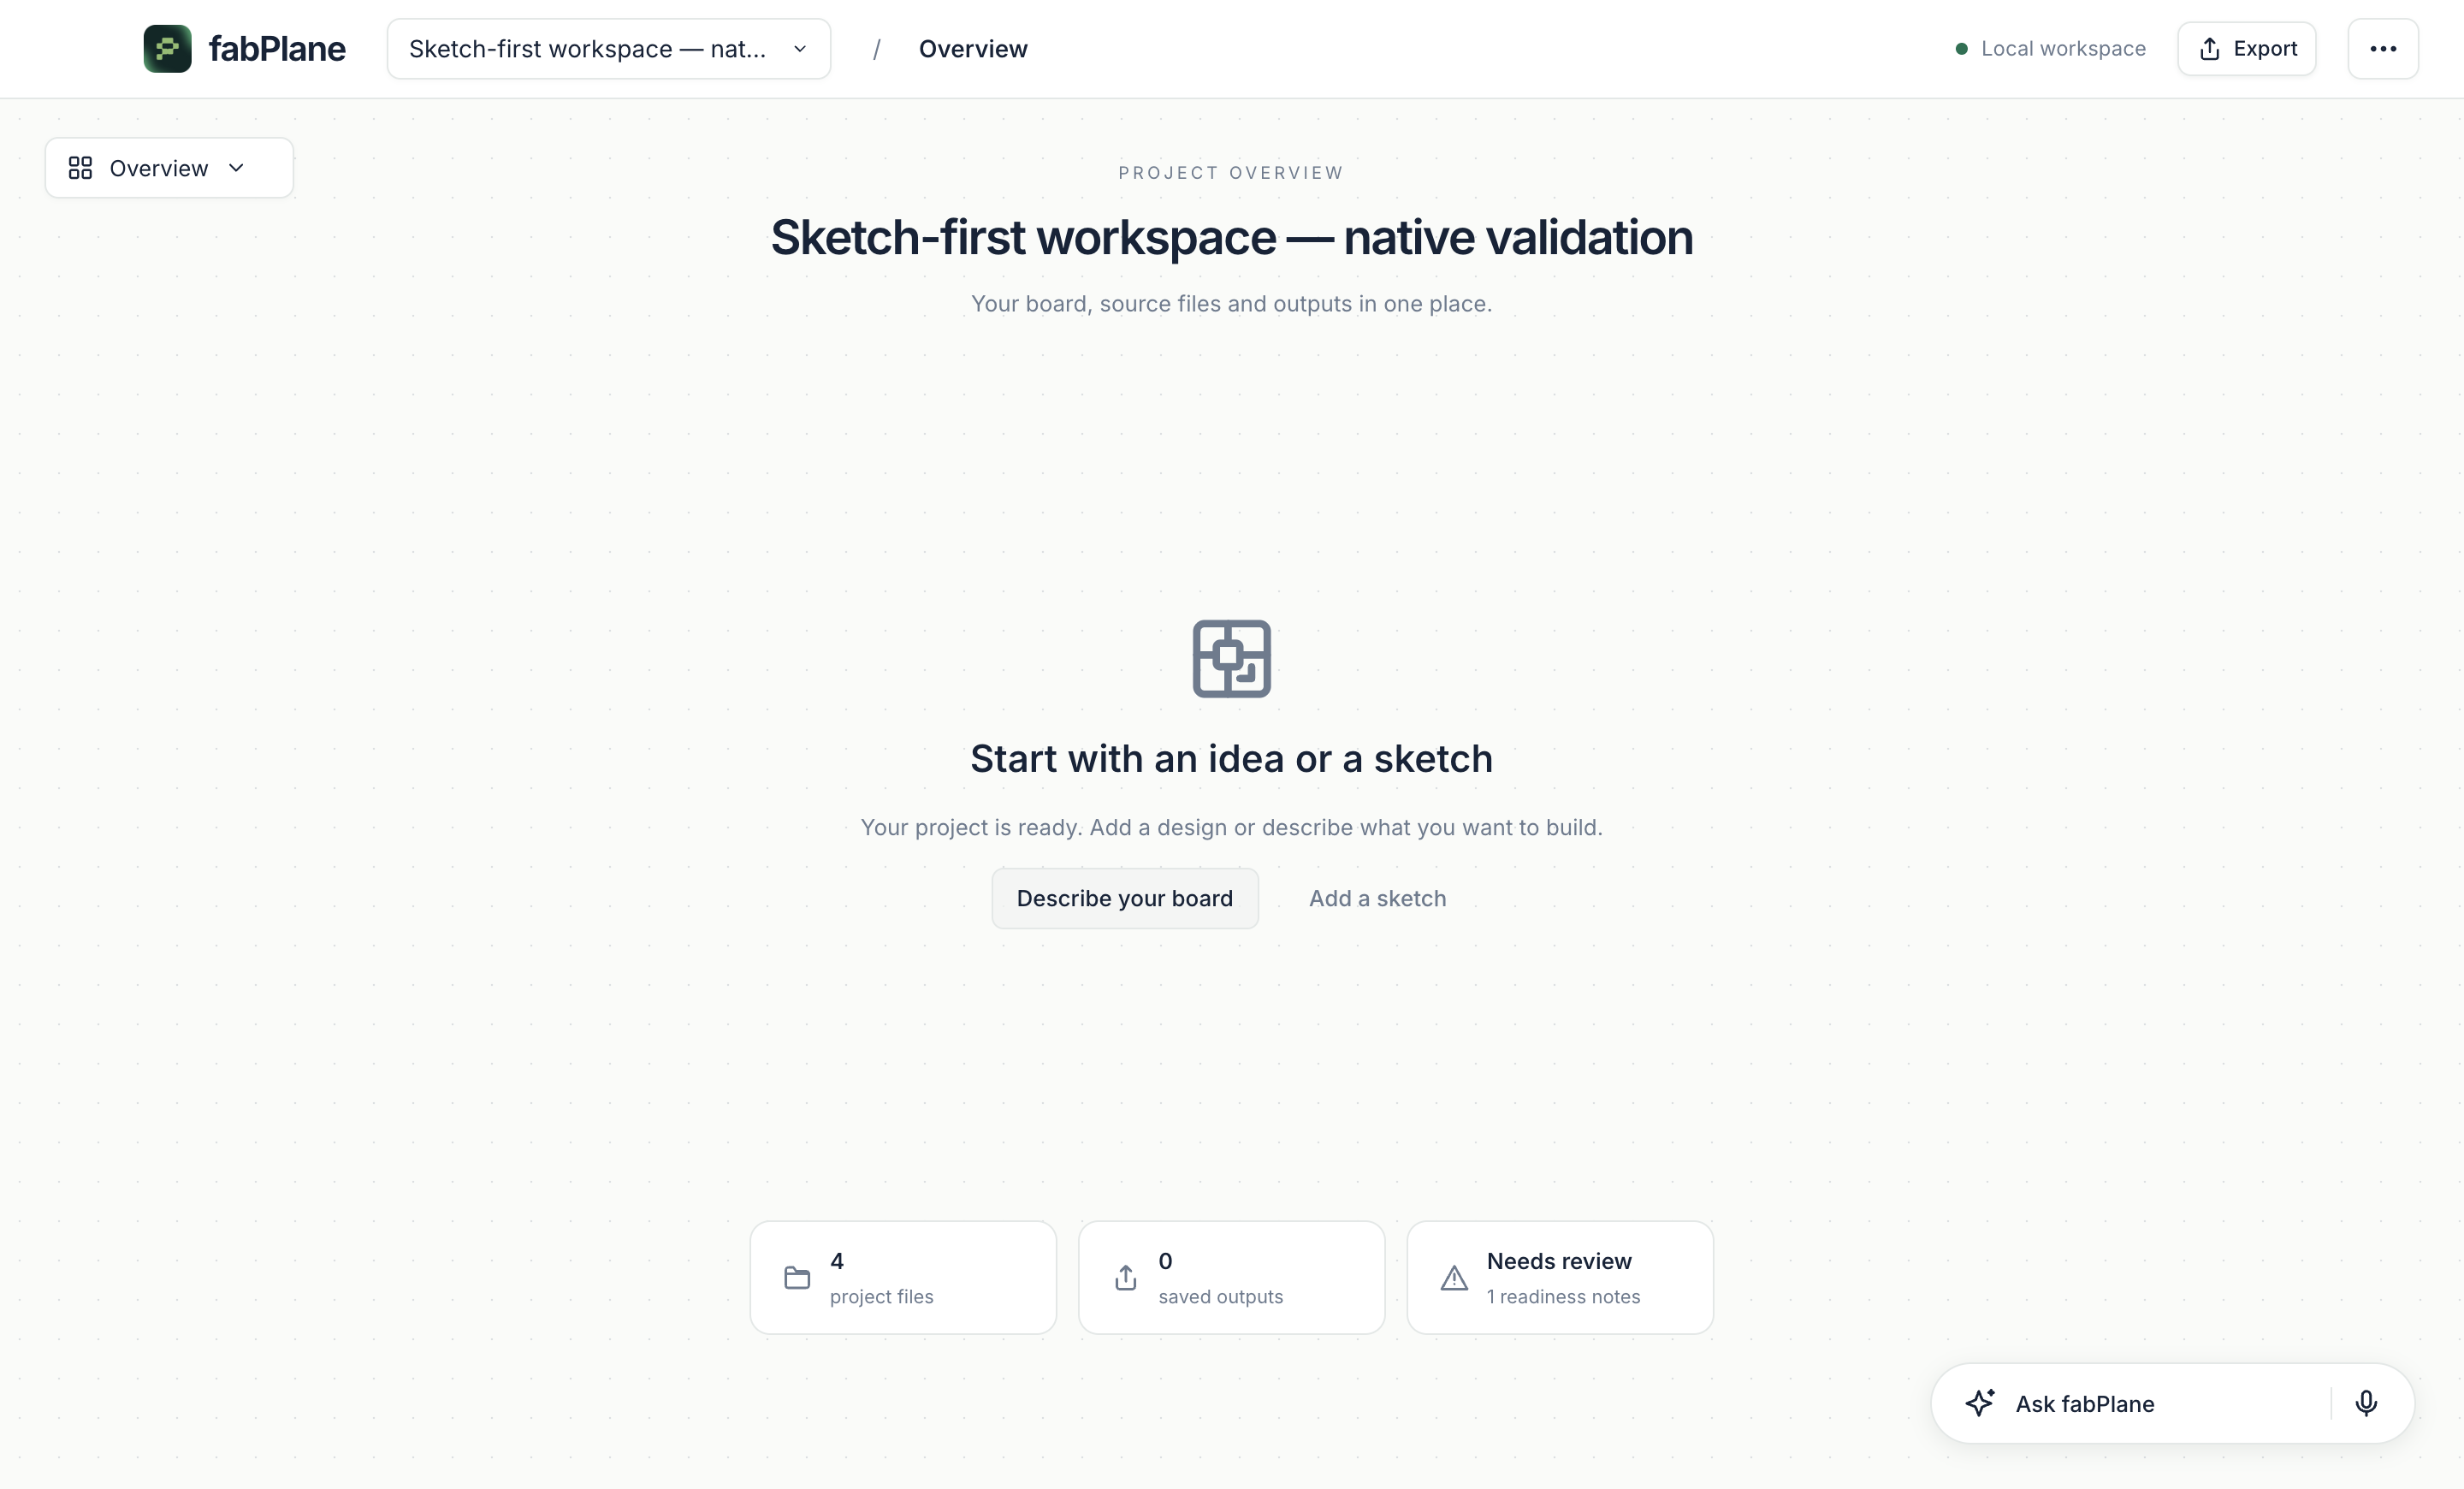 fabPlane
Sketch-first workspace — nat...
/
Overview
Local workspace
Export
Overview
PROJECT OVERVIEW
Sketch-first workspace — native validation
Your board, source files and outputs in one place.
Start with an idea or a sketch
Your project is ready. Add a design or describe what you want to build.
Describe your board
Add a sketch
4
project files
0
saved outputs
Needs review
1 readiness notes
Ask fabPlane